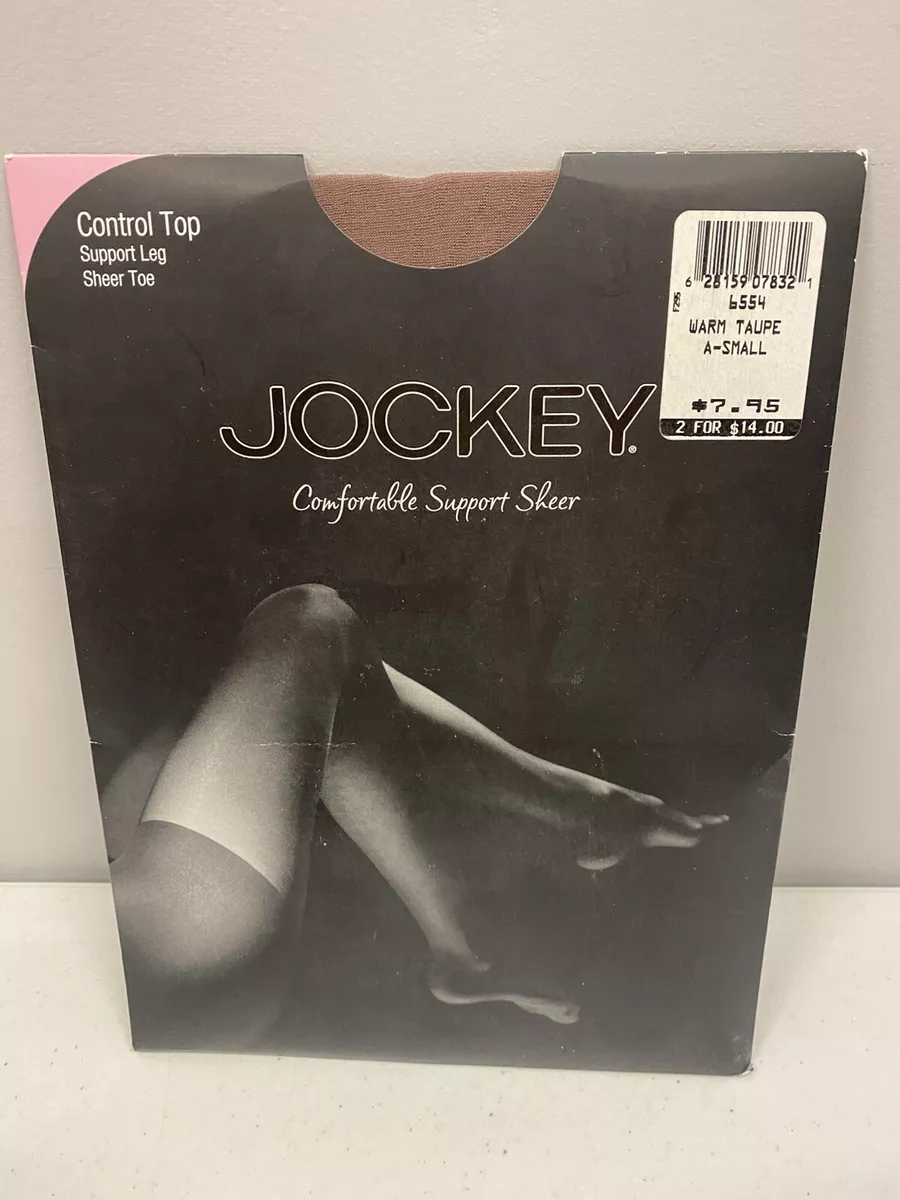 Control Top
Support Leg
Sheer Toe
6 28159 07832 1
F295
6554
WARM TAUPE
A-SMALL
$7.95
2 FOR $14.00
JOCKEY®
Comfortable Support Sheer